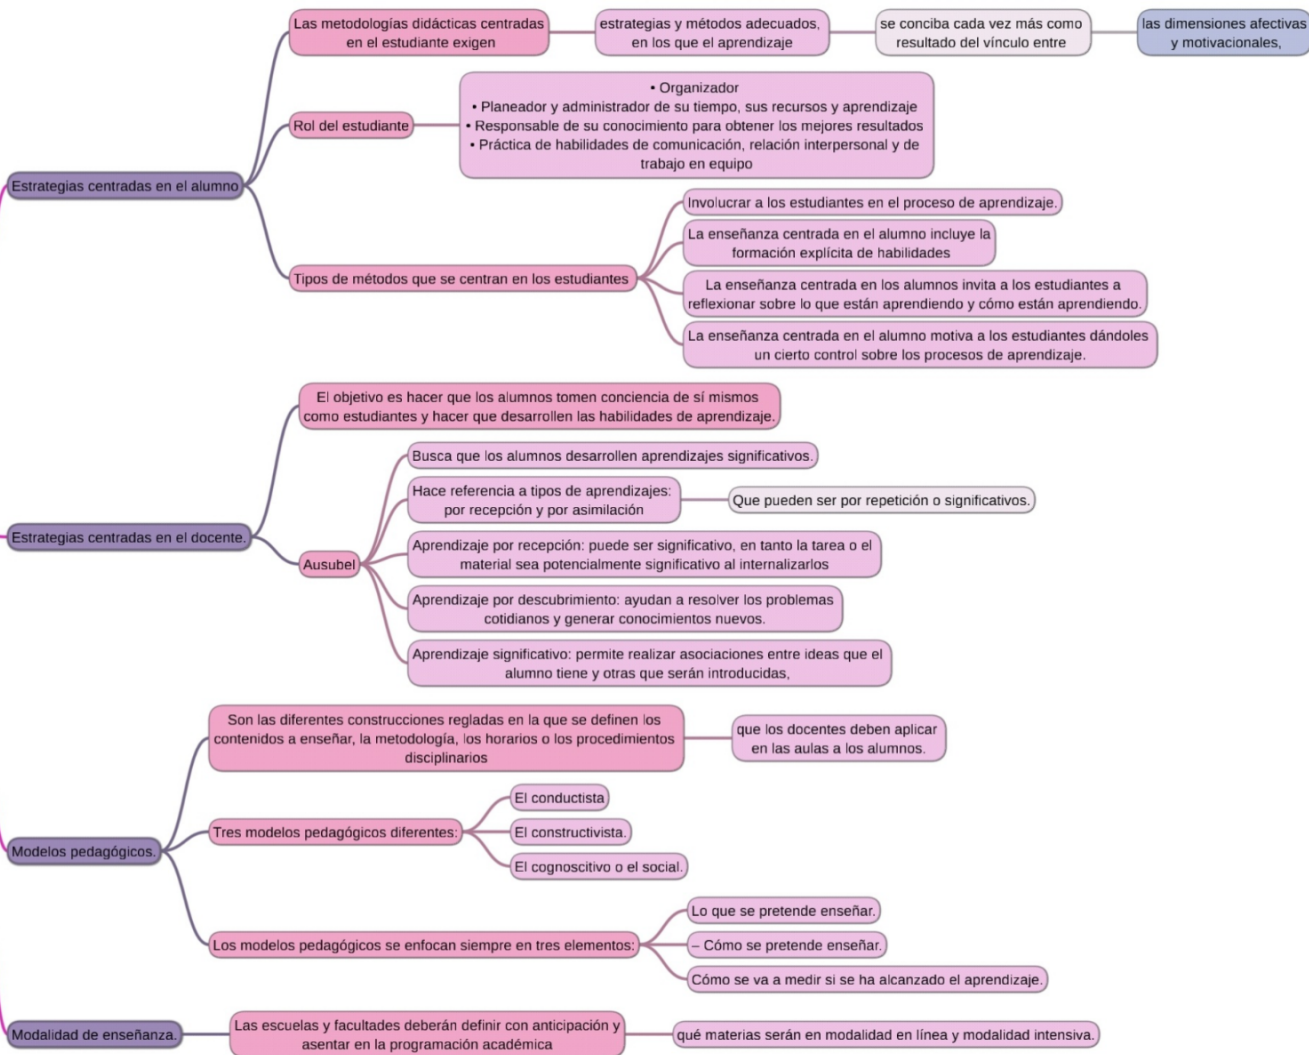 Las metodologías didácticas centradas
en el estudiante exigen
estrategias y métodos adecuados,
en los que el aprendizaje
se conciba cada vez más como
resultado del vínculo entre
las dimensiones afectivas
y motivacionales,
• Organizador
• Planeador y administrador de su tiempo, sus recursos y aprendizaje
Rol del estudiante
• Responsable de su conocimiento para obtener los mejores resultados
• Práctica de habilidades de comunicación, relación interpersonal y de
trabajo en equipo
Estrategias centradas en el alumno
Involucrar a los estudiantes en el proceso de aprendizaje.
La enseñanza centrada en el alumno incluye la
formación explícita de habilidades
Tipos de métodos que se centran en los estudiantes
La enseñanza centrada en los alumnos invita a los estudiantes a
reflexionar sobre lo que están aprendiendo y cómo están aprendiendo.
La enseñanza centrada en el alumno motiva a los estudiantes dándoles
un cierto control sobre los procesos de aprendizaje.
El objetivo es hacer que los alumnos tomen conciencia de sí mismos
como estudiantes y hacer que desarrollen las habilidades de aprendizaje.
Busca que los alumnos desarrollen aprendizajes significativos.
Hace referencia a tipos de aprendizajes:
por recepción y por asimilación
Que pueden ser por repetición o significativos.
Estrategias centradas en el docente.
Aprendizaje por recepción: puede ser significativo, en tanto la tarea o el
material sea potencialmente significativo al internalizarlos
Ausubel
Aprendizaje por descubrimiento: ayudan a resolver los problemas
cotidianos y generar conocimientos nuevos.
Aprendizaje significativo: permite realizar asociaciones entre ideas que el
alumno tiene y otras que serán introducidas,
Son las diferentes construcciones regladas en la que se definen los
contenidos a enseñar, la metodología, los horarios o los procedimientos
disciplinarios
que los docentes deben aplicar
en las aulas a los alumnos.
El conductista
Tres modelos pedagógicos diferentes:
El constructivista.
Modelos pedagógicos.
El cognoscitivo o el social.
Lo que se pretende enseñar.
Los modelos pedagógicos se enfocan siempre en tres elementos:
– Cómo se pretende enseñar.
Cómo se va a medir si se ha alcanzado el aprendizaje.
Modalidad de enseñanza.
Las escuelas y facultades deberán definir con anticipación y
asentar en la programación académica
qué materias serán en modalidad en línea y modalidad intensiva.